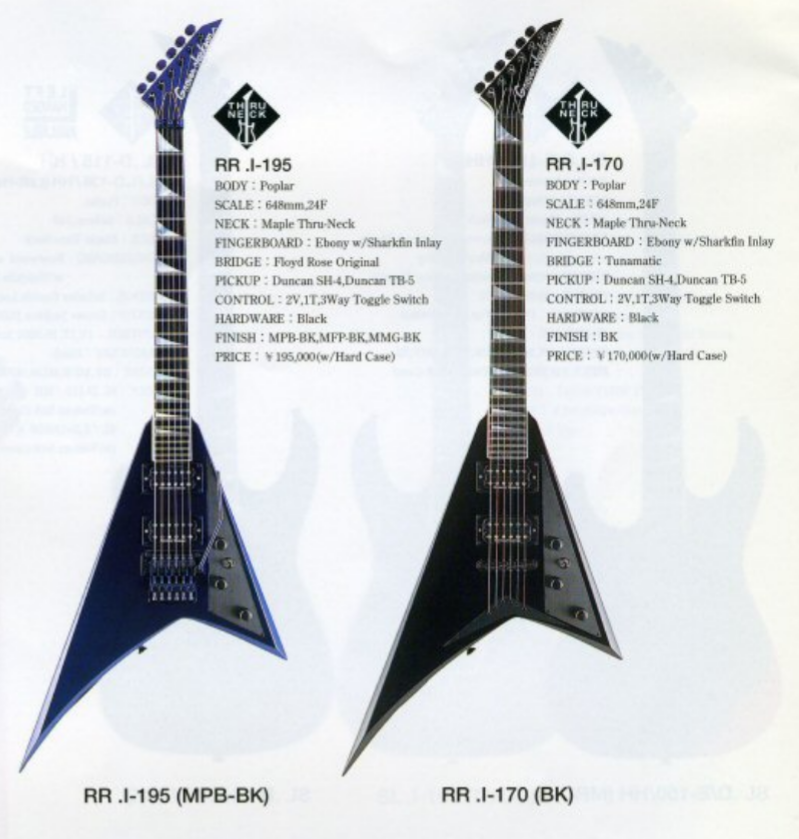 THRU
NECK
RR .I-195
BODY : Poplar
SCALE : 648mm,24F
NECK : Maple Thru-Neck
FINGERBOARD : Ebony w/Sharkfin Inlay
BRIDGE : Floyd Rose Original
PICKUP : Duncan SH-4,Duncan TB-5
CONTROL : 2V,1T,3Way Toggle Switch
HARDWARE : Black
FINISH : MPB-BK,MFP-BK,MMG-BK
PRICE : ¥195,000(w/Hard Case)
THRU
NECK
RR .I-170
BODY : Poplar
SCALE : 648mm,24F
NECK : Maple Thru-Neck
FINGERBOARD : Ebony w/Sharkfin Inlay
BRIDGE : Tunamatic
PICKUP : Duncan SH-4,Duncan TB-5
CONTROL : 2V,1T,3Way Toggle Switch
HARDWARE : Black
FINISH : BK
PRICE : ¥170,000(w/Hard Case)
RR .I-195 (MPB-BK)
RR .I-170 (BK)